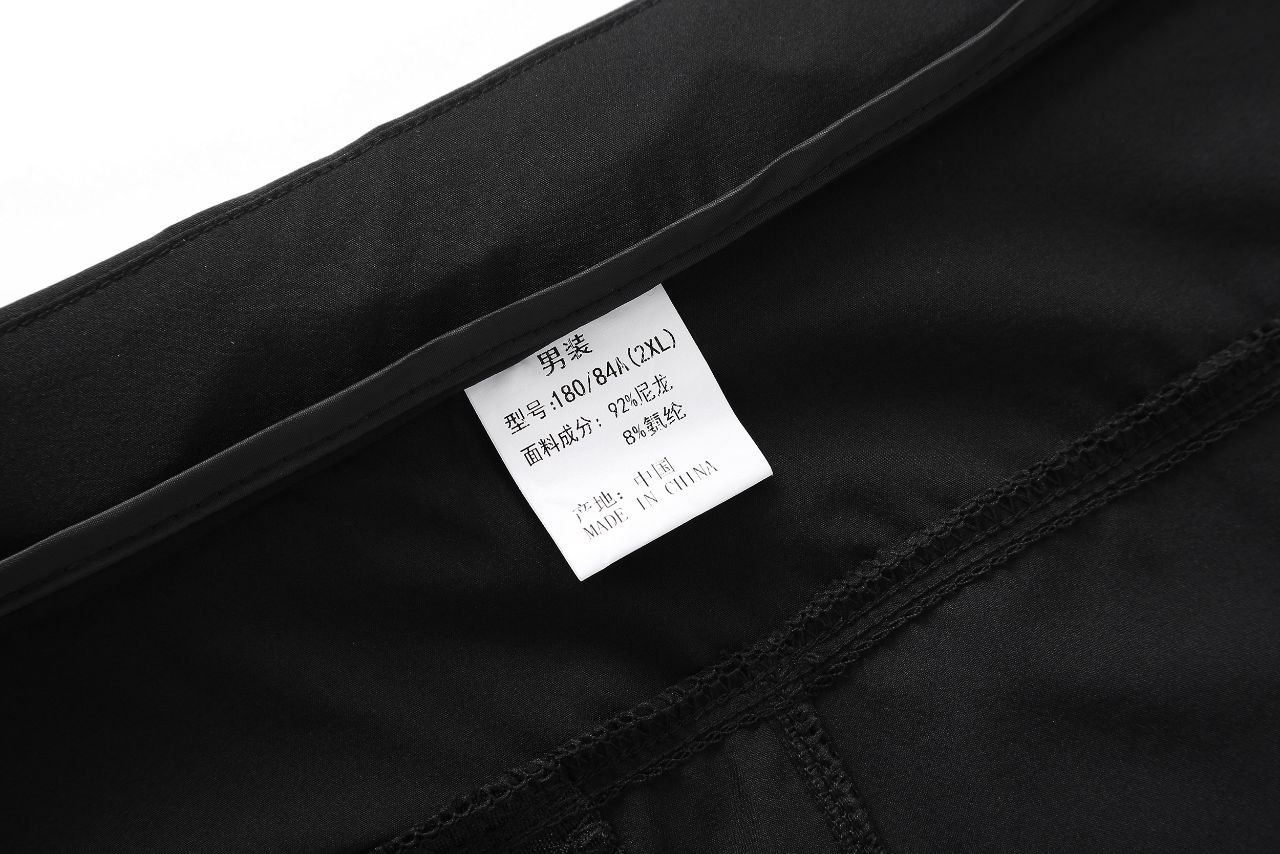 男装
型号:180/84A(2XL)
面料成分: 92%尼龙
8%氨纶
产地: 中国
MADE IN CHINA